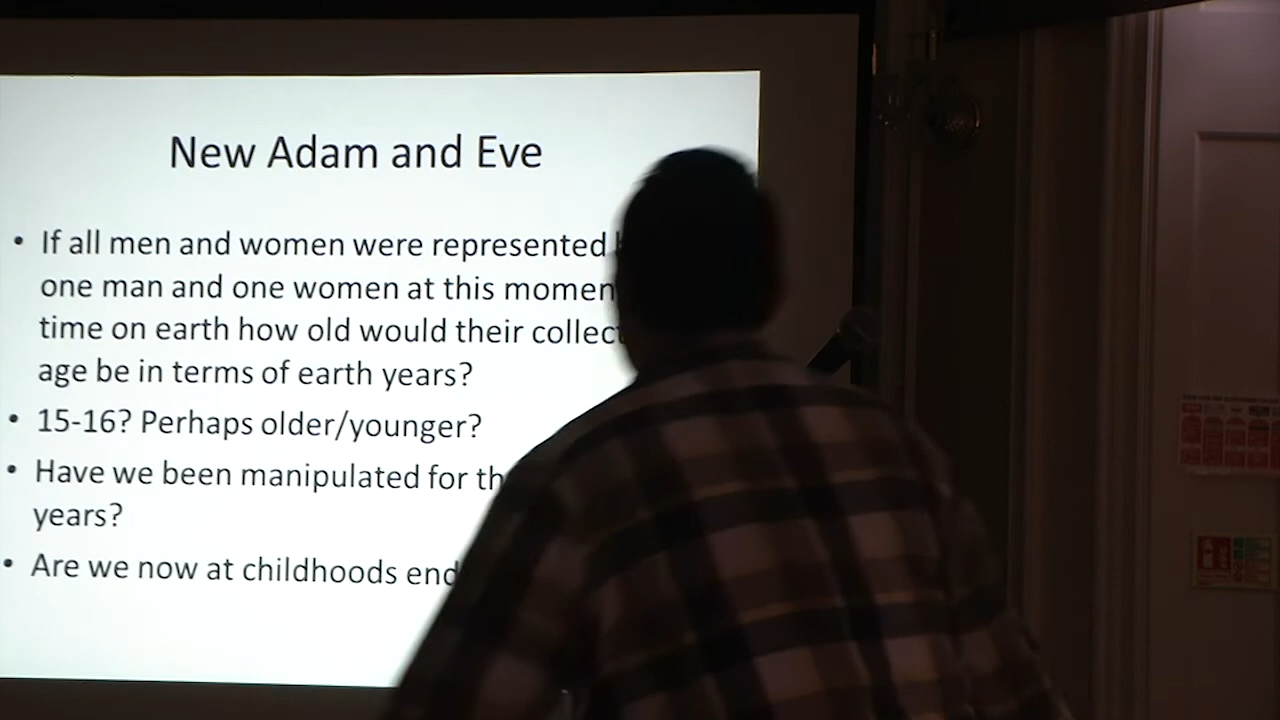 New Adam and Eve
• If all men and women were represented
one man and one women at this momen
time on earth how old would their collec
age be in terms of earth years?
• 15-16? Perhaps older/younger?
• Have we been manipulated for th
years?
• Are we now at childhoods end